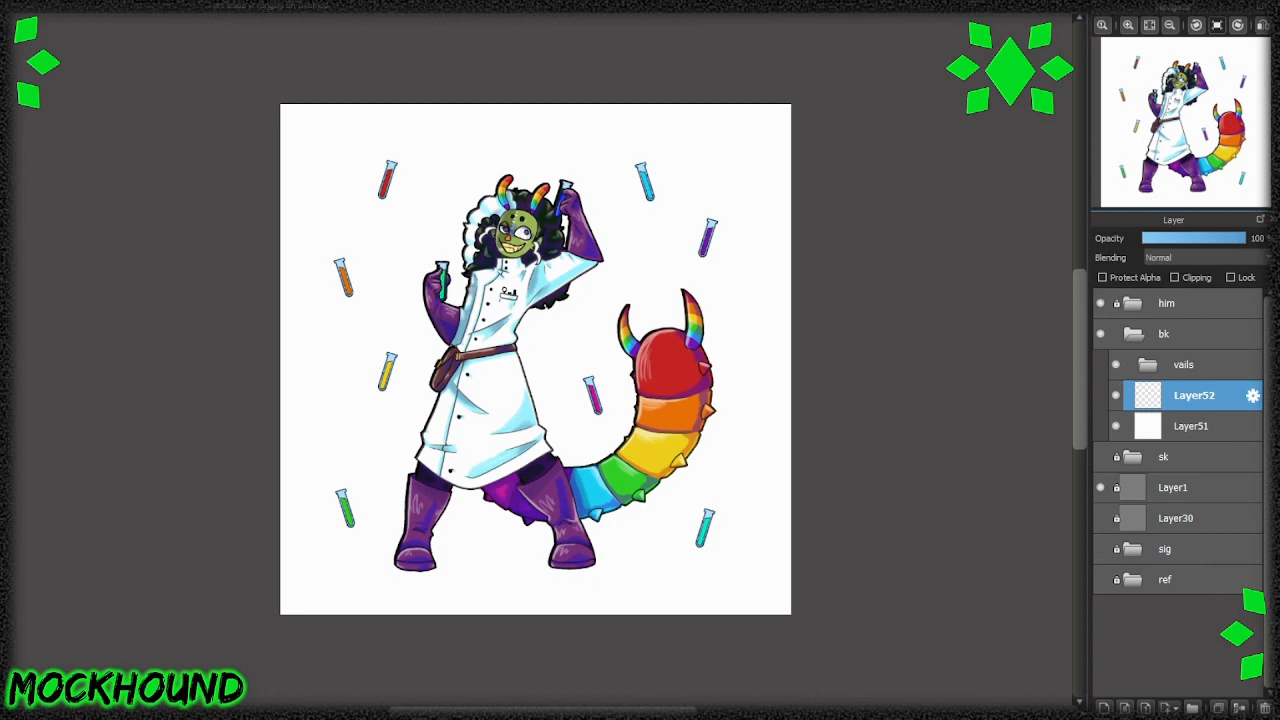 Layer
Opacity 100
Blending Normal
Protect Alpha Clipping Lock
him
bk
vails
Layer52
Layer51
sk
Layer1
Layer30
sig
ref
MOCKHOUND